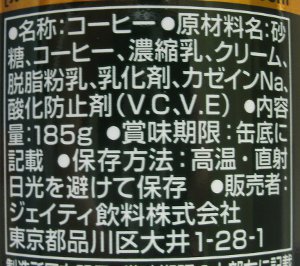 ●名称:コーヒー●原材料名:砂
糖、コーヒー、濃縮乳、クリーム、
脱脂粉乳、乳化剤、カゼインNa、
酸化防止剤(V.C、V.E)●内容
量:185g●賞味期限:缶底に
記載●保存方法:高温・直射
日光を避けて保存●販売者:
ジェイティ飲料株式会社
東京都品川区大井1-28-1